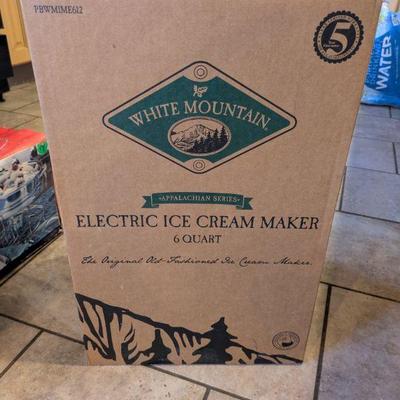 PBWMIME612
5
WHITE MOUNTAIN
APPALACHIAN SERIES
ELECTRIC ICE CREAM MAKER
6 QUART
The Original Old-Fashioned Ice Cream Maker.
WATER